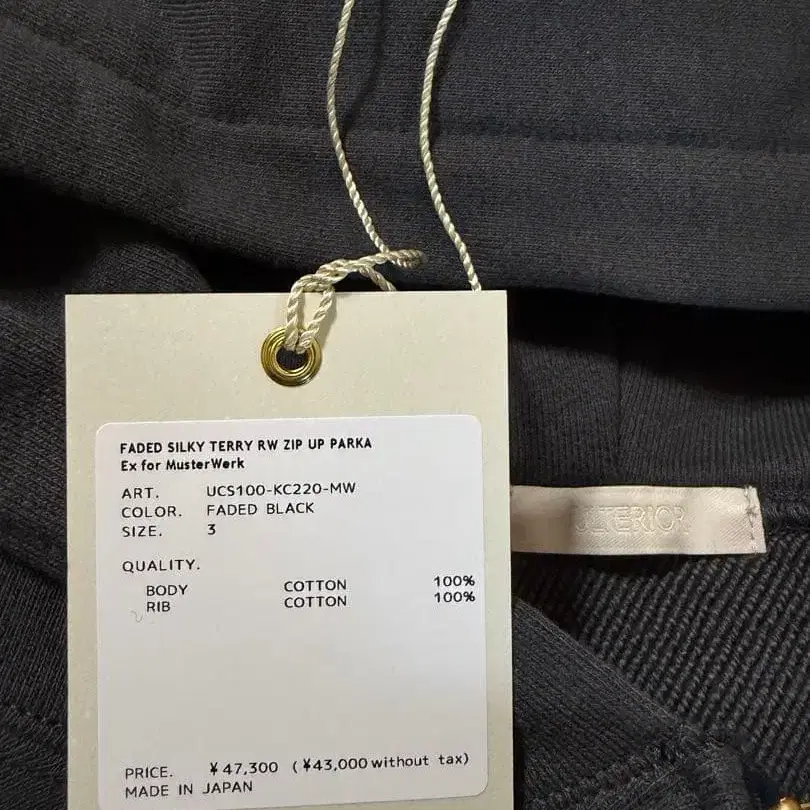 FADED SILKY TERRY RW ZIP UP PARKA
Ex for MusterWerk
ART. UCS100-KC220-MW
COLOR. FADED BLACK
SIZE. 3
QUALITY.
BODY COTTON 100%
RIB COTTON 100%
PRICE. ¥47,300 (¥43,000 without tax)
MADE IN JAPAN
ULTERIOR